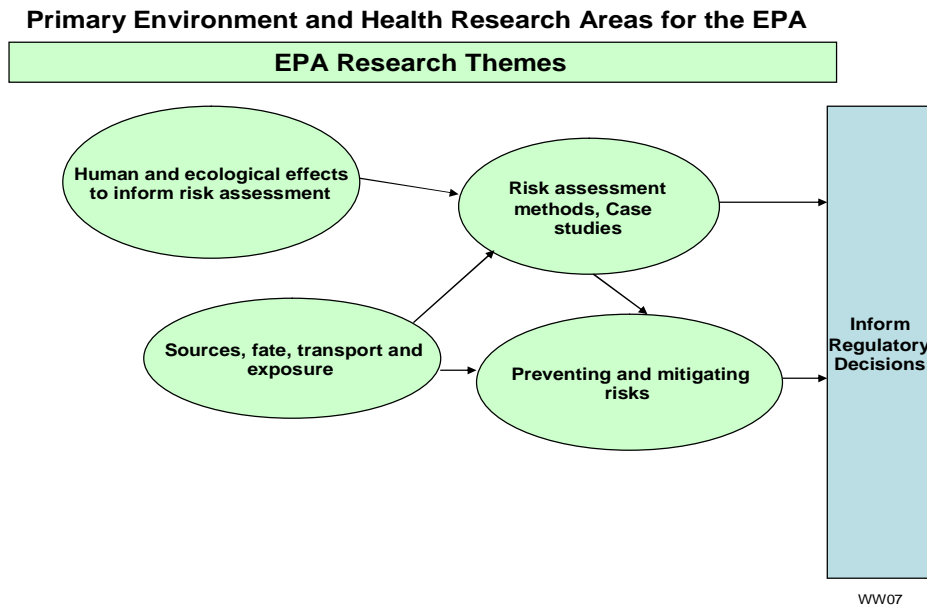 Primary Environment and Health Research Areas for the EPA
EPA Research Themes
Human and ecological effects
to inform risk assessment
Risk assessment
methods, Case
studies
Sources, fate, transport and
exposure
Preventing and mitigating
risks
Inform
Regulatory
Decisions
WW07